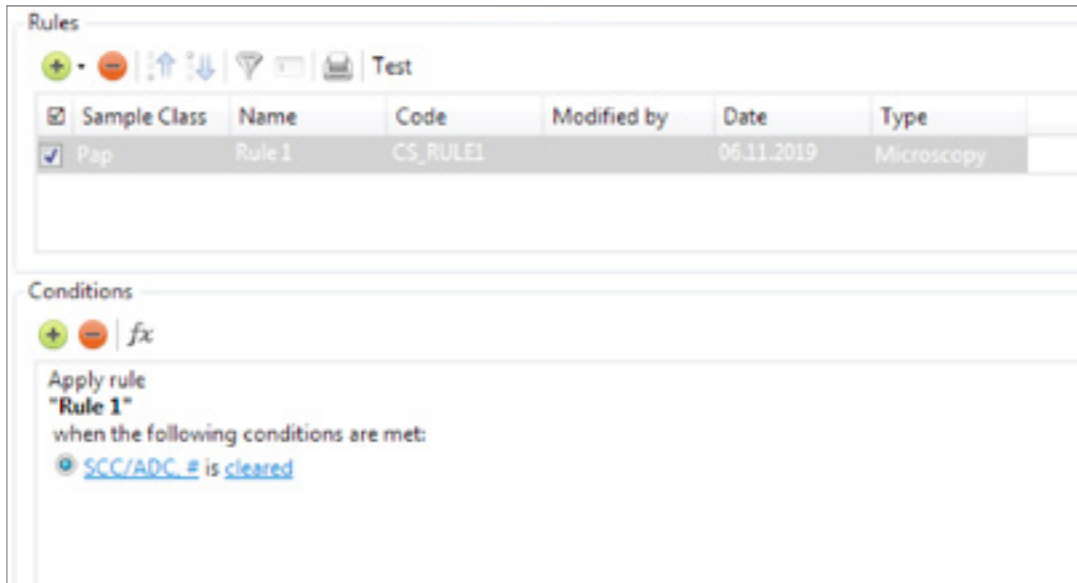 Rules
Test
Sample Class Name Code Modified by Date Type
Pap Rule 1 CS_RULE1 06.11.2019 Microscopy
Conditions
fx
Apply rule
"Rule 1"
when the following conditions are met:
SCC/ADC, # is cleared